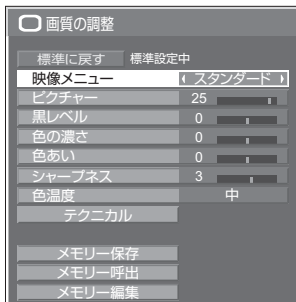 画質の調整
標準に戻す 標準設定中
映像メニュー スタンダード
ピクチャー 25
黒レベル 0
色の濃さ 0
色あい 0
シャープネス 3
色温度 中
テクニカル
メモリー保存
メモリー呼出
メモリー編集